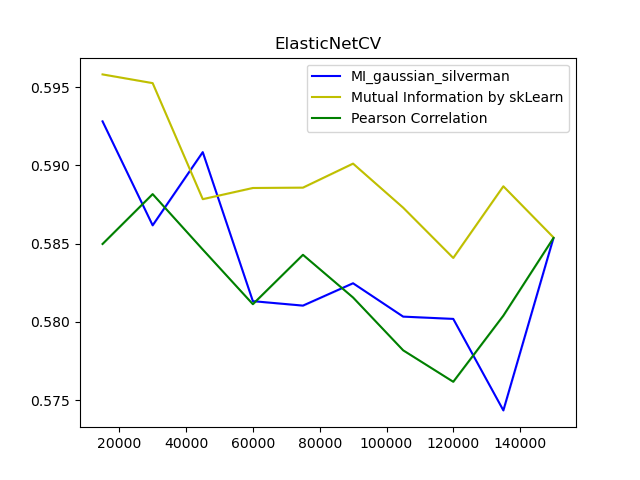 ElasticNetCV
MI_gaussian_silverman
Mutual Information by skLearn
Pearson Correlation
0.595
0.590
0.585
0.580
0.575
20000 40000 60000 80000 100000 120000 140000